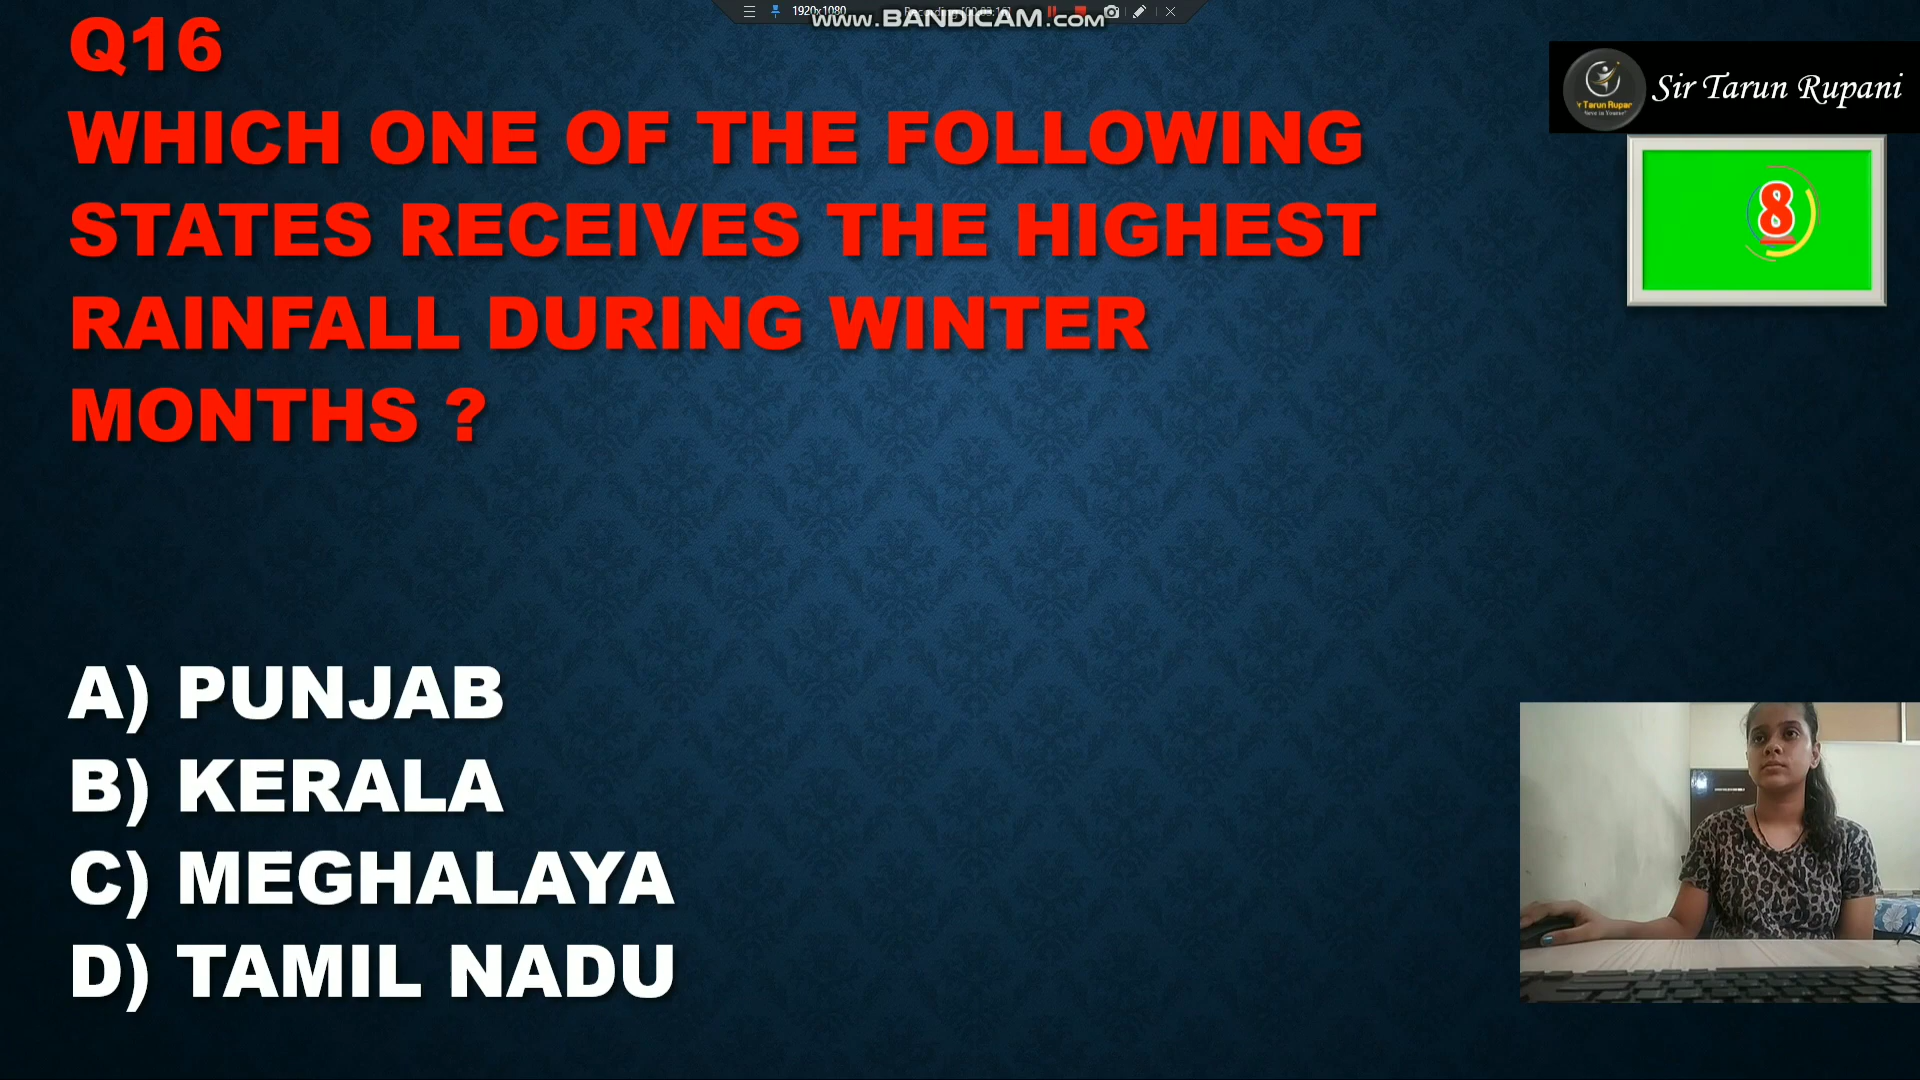 1920x1080
www.BANDICAM.com
Q16
WHICH ONE OF THE FOLLOWING
STATES RECEIVES THE HIGHEST
RAINFALL DURING WINTER
MONTHS ?
Sir Tarun Rupani
8
A) PUNJAB
B) KERALA
C) MEGHALAYA
D) TAMIL NADU